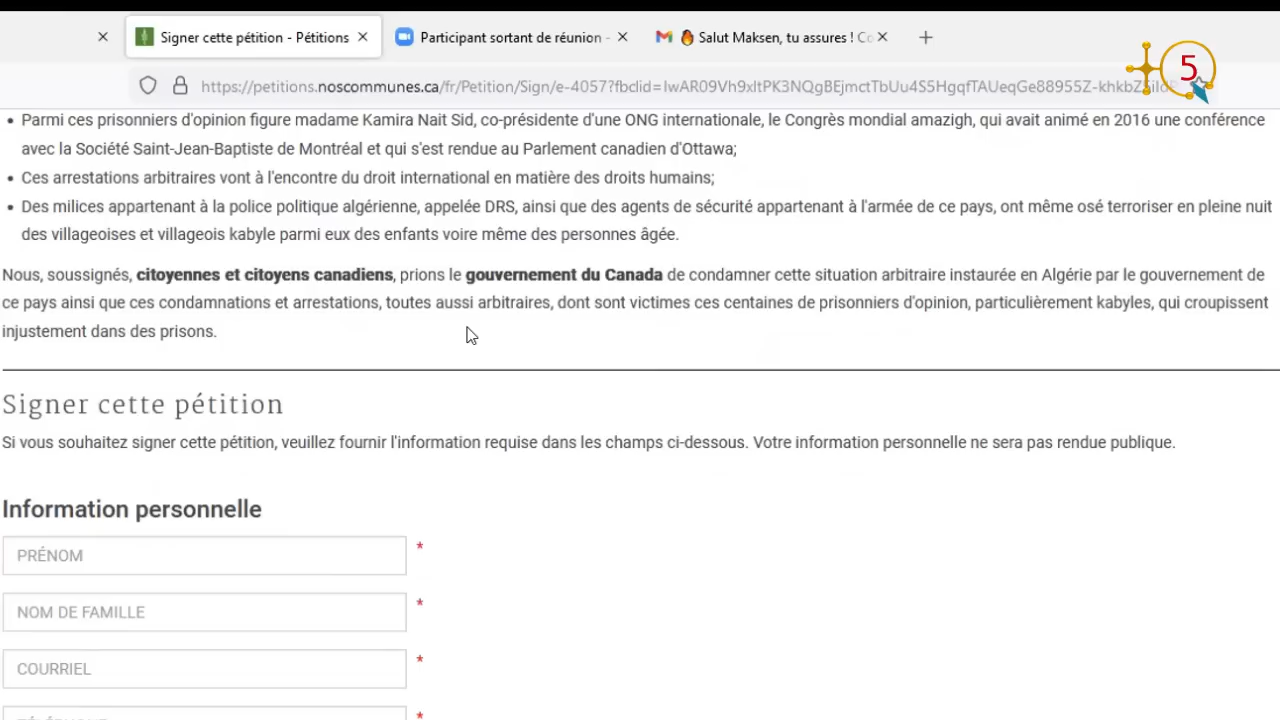 Signer cette pétition - Pétitions
Participant sortant de réunion -
Salut Maksen, tu assures ! Co
5
https://petitions.noscommunes.ca/fr/Petition/Sign/e-4057?fbclid=IwAR09Vh9xltPK3NQgBEjmctTbUu4S5HgqfTAUeqGe88955Z-khkbZ
• Parmi ces prisonniers d'opinion figure madame Kamira Nait Sid, co-présidente d'une ONG internationale, le Congrès mondial amazigh, qui avait animé en 2016 une conférence
avec la Société Saint-Jean-Baptiste de Montréal et qui s'est rendue au Parlement canadien d'Ottawa;
• Ces arrestations arbitraires vont à l'encontre du droit international en matière des droits humains;
• Des milices appartenant à la police politique algérienne, appelée DRS, ainsi que des agents de sécurité appartenant à l'armée de ce pays, ont même osé terroriser en pleine nuit
des villageoises et villageois kabyle parmi eux des enfants voire même des personnes âgée.
Nous, soussignés, citoyennes et citoyens canadiens, prions le gouvernement du Canada de condamner cette situation arbitraire instaurée en Algérie par le gouvernement de
ce pays ainsi que ces condamnations et arrestations, toutes aussi arbitraires, dont sont victimes ces centaines de prisonniers d'opinion, particulièrement kabyles, qui croupissent
injustement dans des prisons.
Signer cette pétition
Si vous souhaitez signer cette pétition, veuillez fournir l'information requise dans les champs ci-dessous. Votre information personnelle ne sera pas rendue publique.
Information personnelle
PRÉNOM *
NOM DE FAMILLE *
COURRIEL *
TÉLÉPHONE *